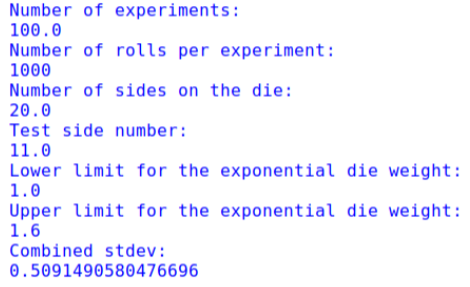 Number of experiments:
100.0
Number of rolls per experiment:
1000
Number of sides on the die:
20.0
Test side number:
11.0
Lower limit for the exponential die weight:
1.0
Upper limit for the exponential die weight:
1.6
Combined stdev:
0.5091490580476696